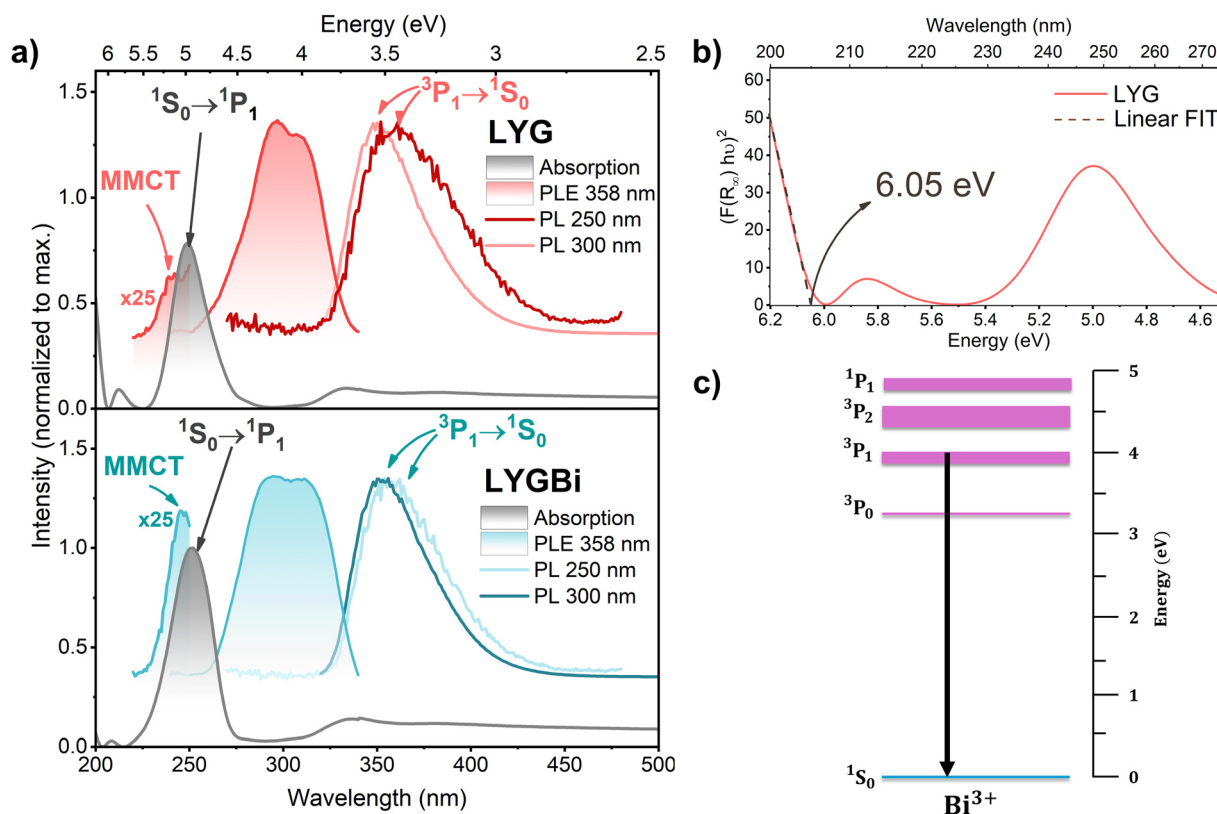 a)
Energy (eV)
6 5.5 5 4.5 4 3.5 3 2.5
Intensity (normalized to max.)
1.5
1.0
0.5
0.0
¹S₀→¹P₁
³P₁→¹S₀
LYG
MMCT
x25
Absorption
PLE 358 nm
PL 250 nm
PL 300 nm
1.5
1.0
0.5
0.0
¹S₀→¹P₁
³P₁→¹S₀
LYGBi
MMCT
x25
Absorption
PLE 358 nm
PL 250 nm
PL 300 nm
200 250 300 350 400 450 500
Wavelength (nm)
b)
Wavelength (nm)
200 210 220 230 240 250 260 270
(F(R∞) hυ)²
60
50
40
30
20
10
0
LYG
Linear FIT
6.05 eV
6.2 6.0 5.8 5.6 5.4 5.2 5.0 4.8 4.6
Energy (eV)
c)
¹P₁
³P₂
³P₁
³P₀
¹S₀
Bi³⁺
5
4
3
2
1
0
Energy (eV)